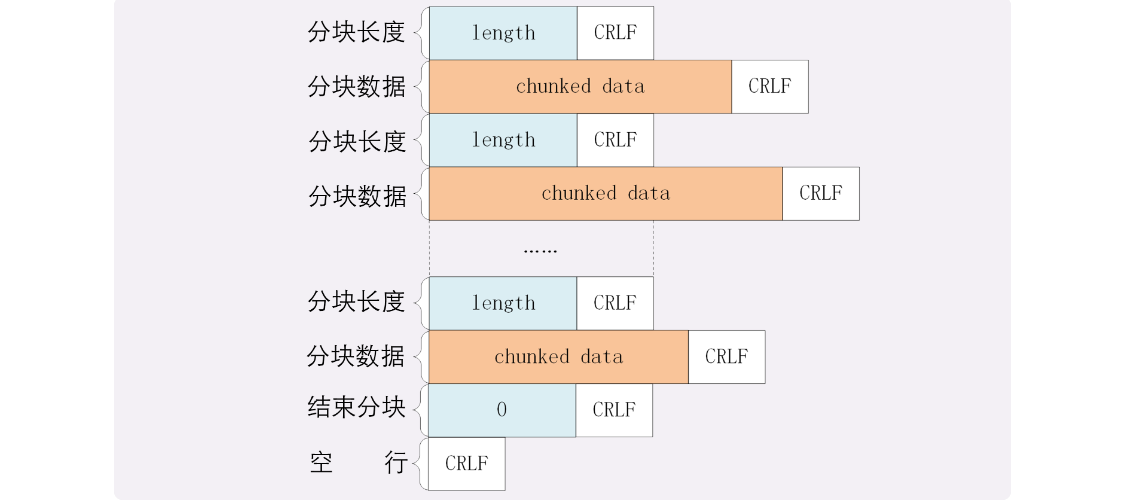 分块长度 length CRLF
分块数据 chunked data CRLF
分块长度 length CRLF
分块数据 chunked data CRLF
……
分块长度 length CRLF
分块数据 chunked data CRLF
结束分块 0 CRLF
空 行 CRLF